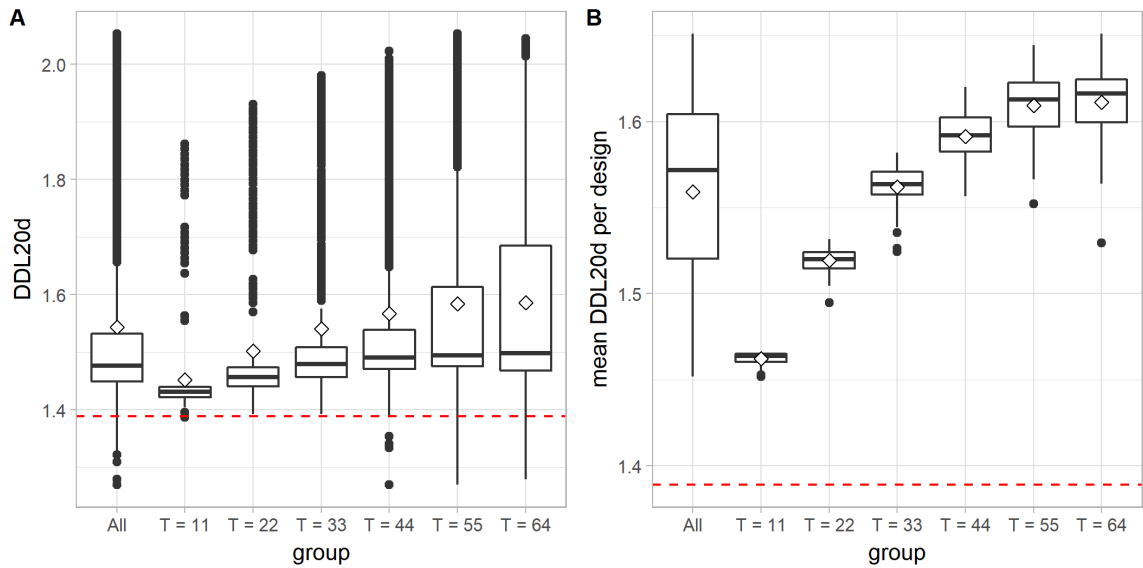 A
DDL20d
2.0
1.8
1.6
1.4
All T = 11 T = 22 T = 33 T = 44 T = 55 T = 64
group
B
mean DDL20d per design
1.6
1.5
1.4
All T = 11 T = 22 T = 33 T = 44 T = 55 T = 64
group